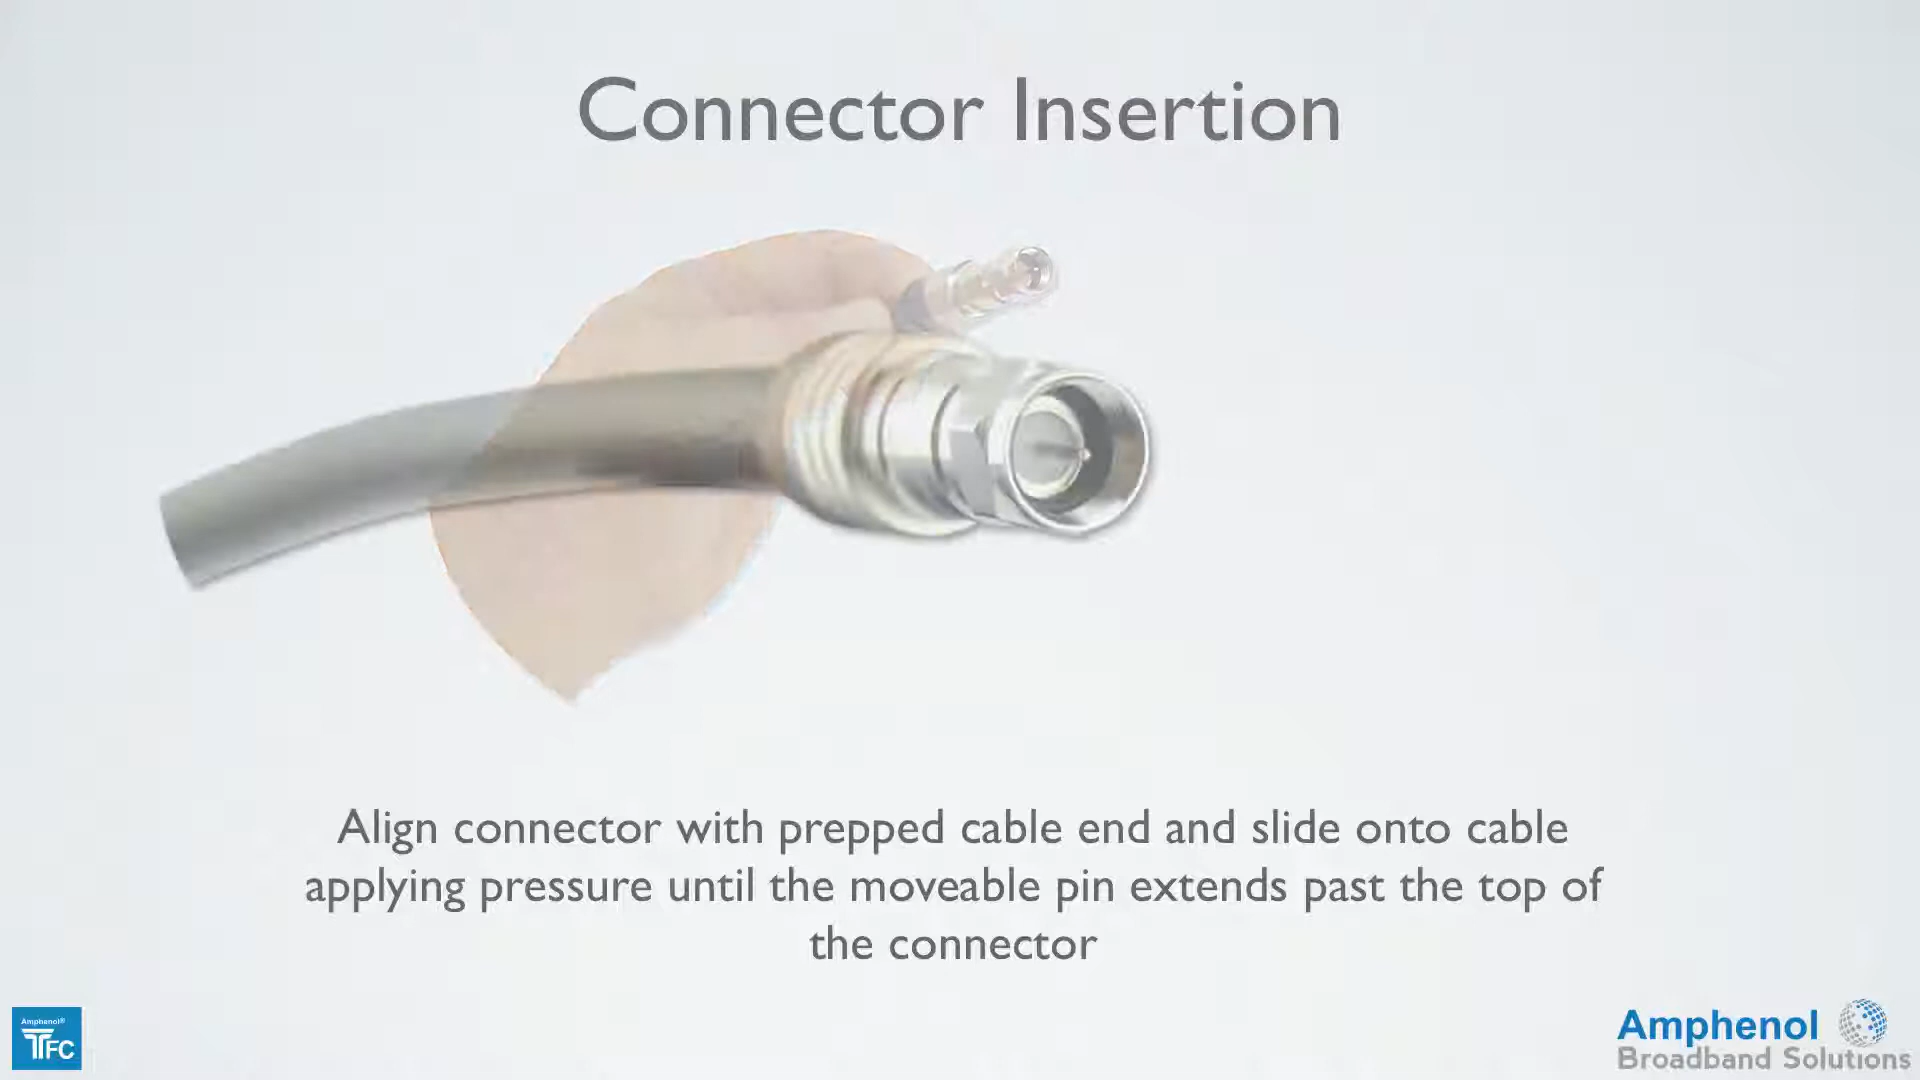 Connector Insertion
Align connector with prepped cable end and slide onto cable
applying pressure until the moveable pin extends past the top of
the connector
Amphenol®
TFC
Amphenol
Broadband Solutions